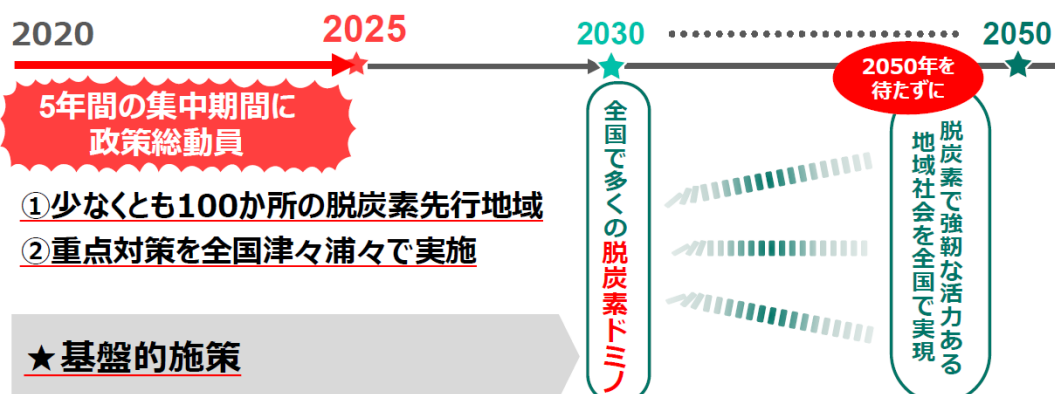 2020
2025
2030
2050
5年間の集中期間に
政策総動員
①少なくとも100か所の脱炭素先行地域
②重点対策を全国津々浦々で実施
★基盤的施策
全国で多くの脱炭素ドミノ
2050年を
待たずに
脱炭素で強靭な活力ある
地域社会を全国で実現